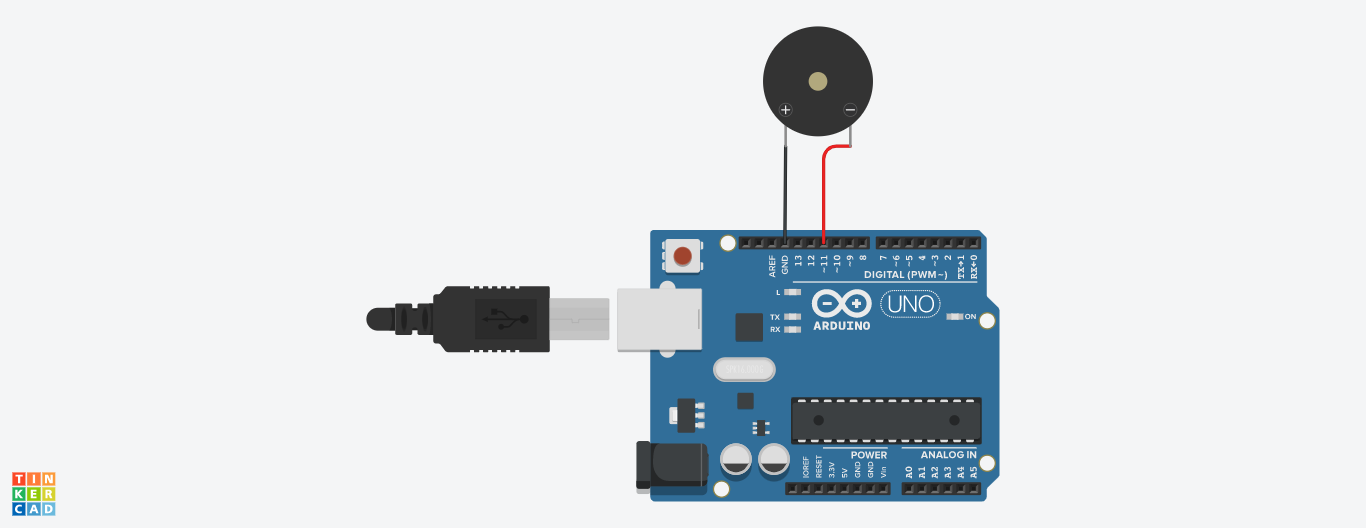 + −
AREF
GND
13
12
~11
~10
~9
8
7
~6
~5
4
~3
2
TX→1
RX←0
DIGITAL (PWM~)
L
TX
RX
ARDUINO
UNO
ON
POWER
ANALOG IN
IOREF
RESET
3.3V
5V
GND
GND
Vin
A0
A1
A2
A3
A4
A5
TIN
KER
CAD